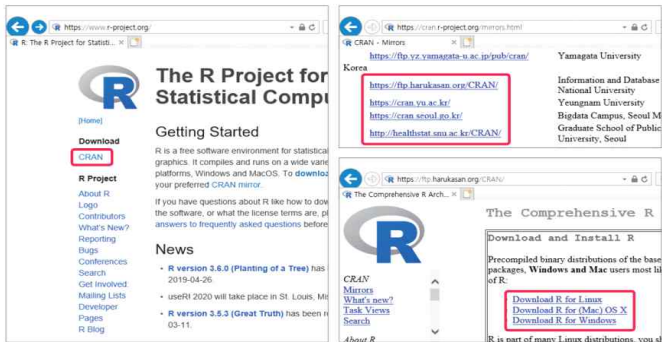 https://www.r-project.org/
R: The R Project for Statisti...
R
The R Project for
Statistical Compu
[Home]
Download
CRAN
R Project
About R
Logo
Contributors
What's New?
Reporting
Bugs
Conferences
Search
Get Involved:
Mailing Lists
Developer
Pages
R Blog
Getting Started
R is a free software environment for statistica
graphics. It compiles and runs on a wide varie
platforms, Windows and MacOS. To downloa
your preferred CRAN mirror.
If you have questions about R like how to dow
the software, or what the license terms are, pl
answers to frequently asked questions before
News
R version 3.6.0 (Planting of a Tree) has
2019-04-26.
useR! 2020 will take place in St. Louis, Mis
R version 3.5.3 (Great Truth) has been r
03-11.
https://cran.r-project.org/mirrors.html
CRAN - Mirrors
https://ftp.yz.yamagata-u.ac.jp/pub/cran/ Yamagata University
Korea
https://ftp.harukasan.org/CRAN/ Information and Database
National University
https://cran.yu.ac.kr/ Yeungnam University
https://cran.seoul.go.kr/ Bigdata Campus, Seoul M
http://healthstat.snu.ac.kr/CRAN/ Graduate School of Public
University, Seoul
https://ftp.harukasan.org/CRAN/
The Comprehensive R Arch...
R
CRAN
Mirrors
What's new?
Task Views
Search
About R
The Comprehensive R
Download and Install R
Precompiled binary distributions of the base
packages, Windows and Mac users most lik
of R:
Download R for Linux
Download R for (Mac) OS X
Download R for Windows
R is part of many Linux distributions, you sl